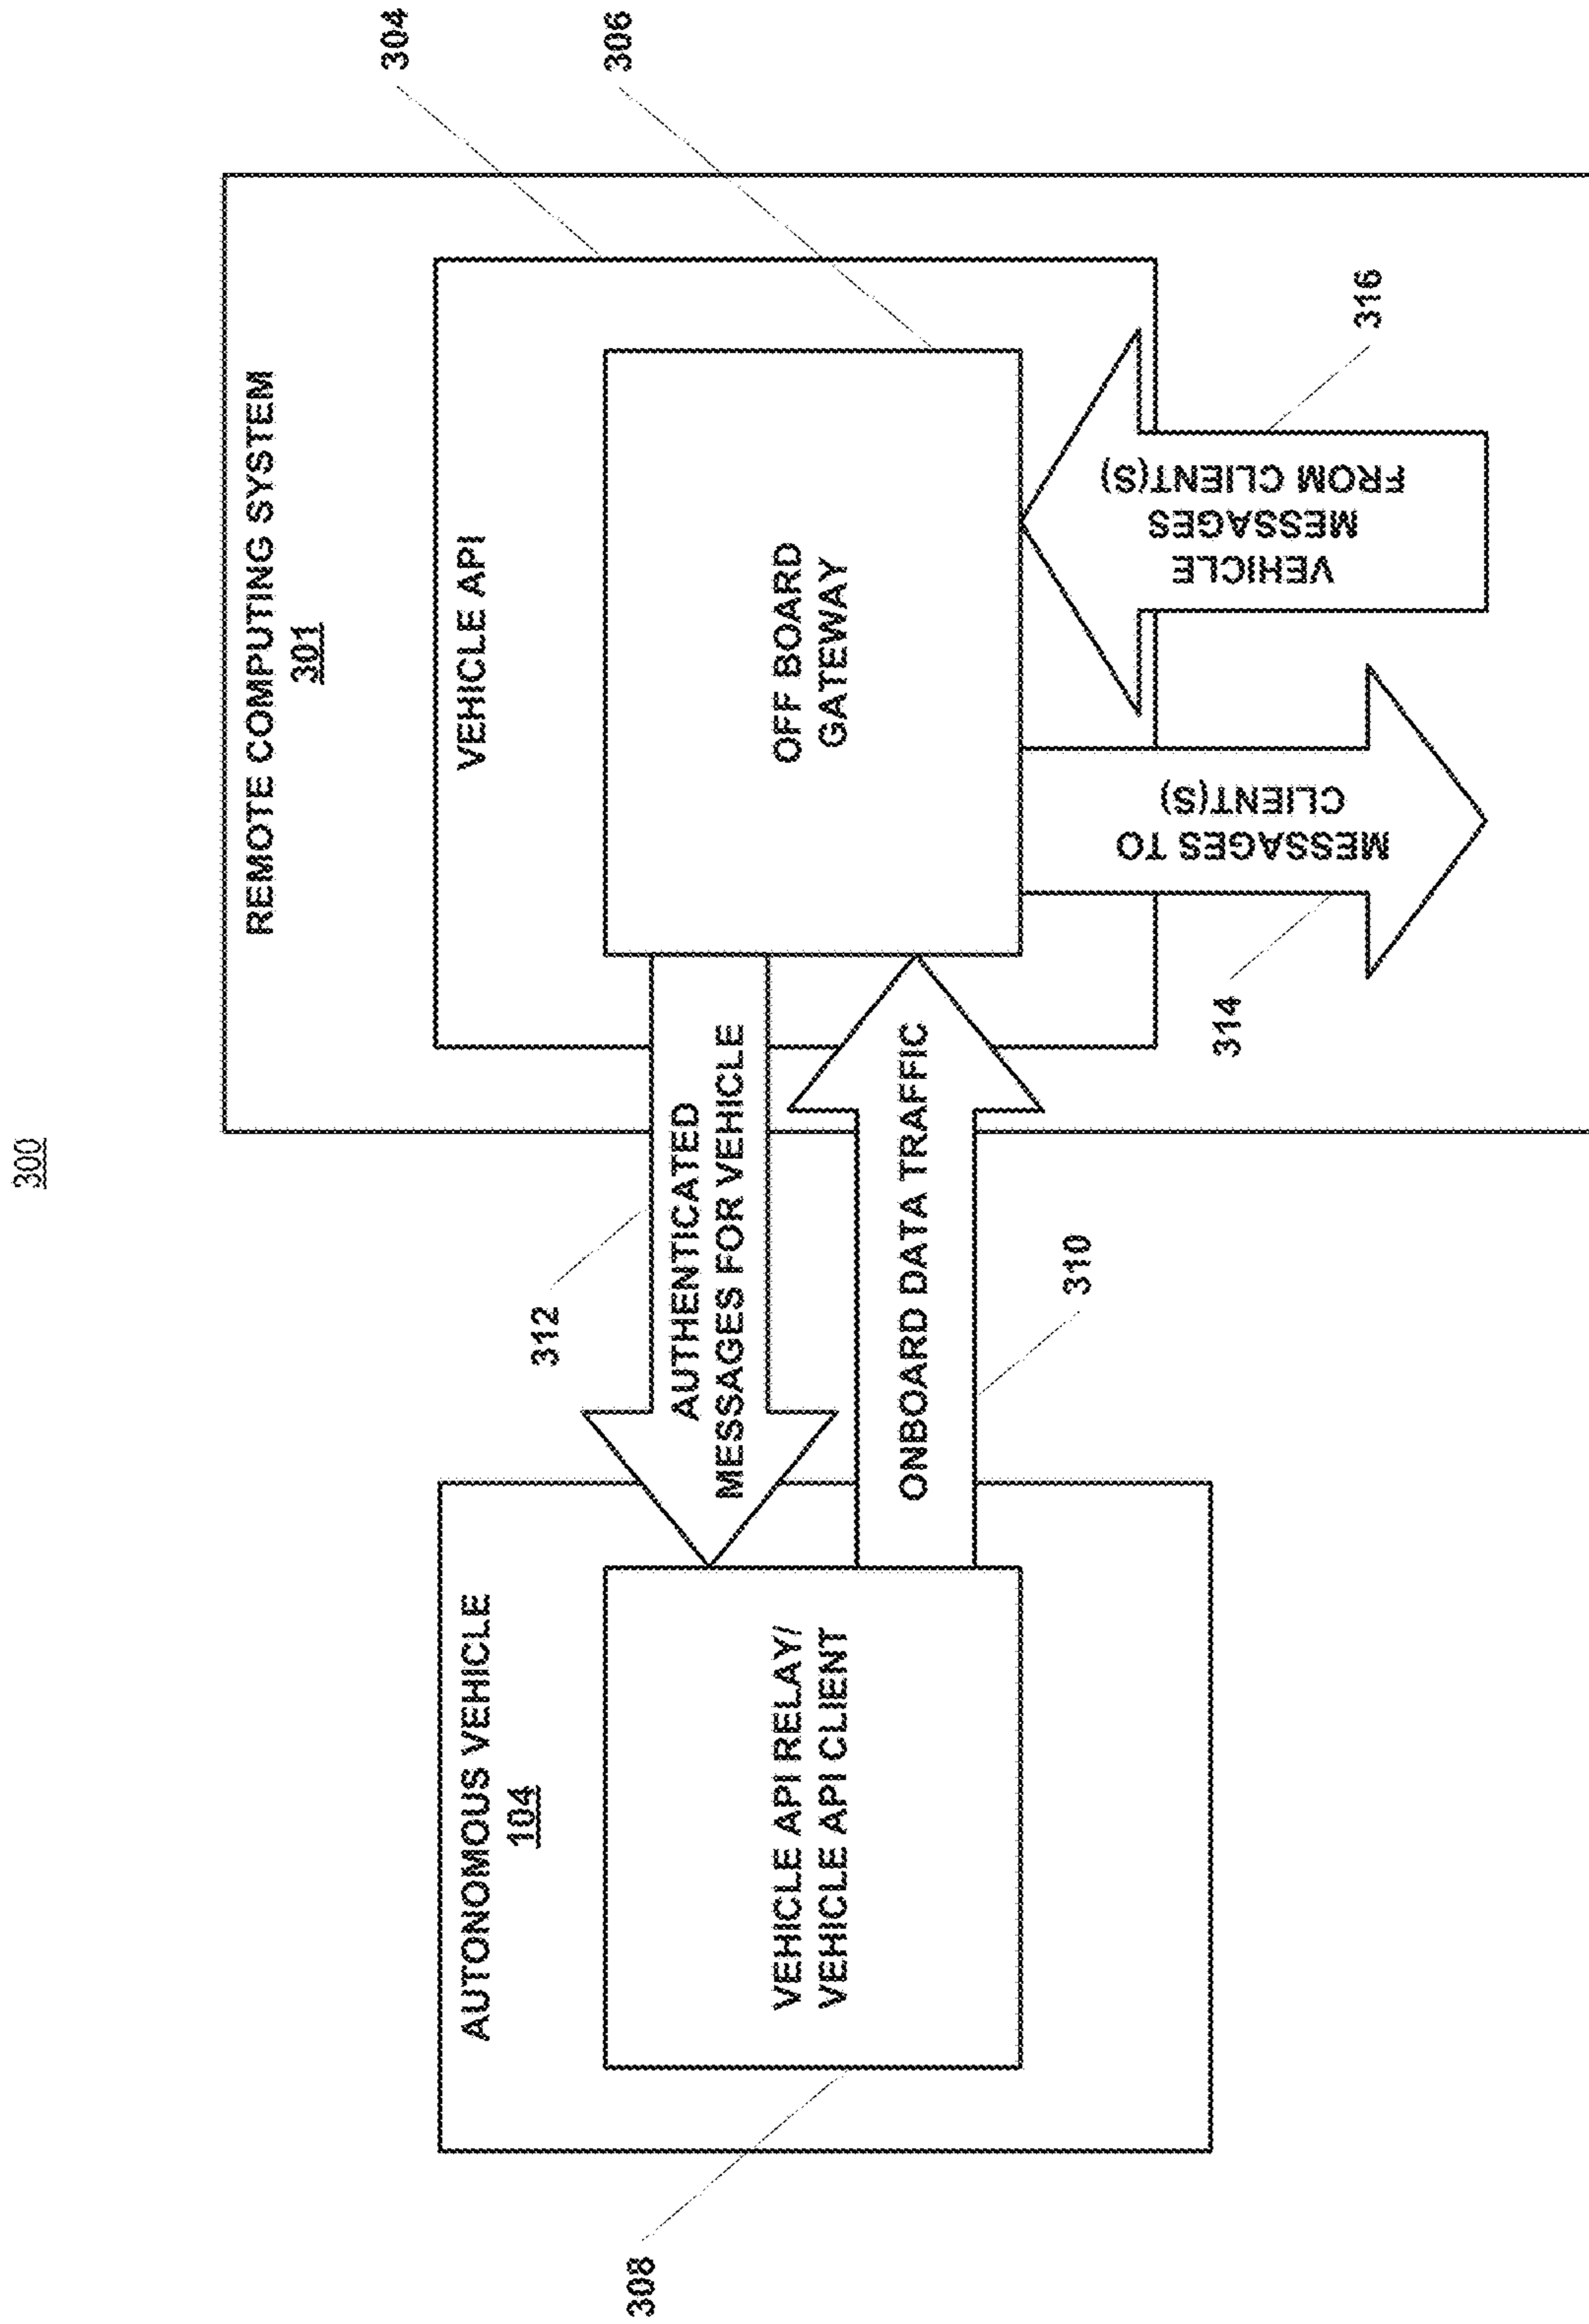 300
AUTONOMOUS VEHICLE
104
VEHICLE API RELAY/
VEHICLE API CLIENT
308
312
AUTHENTICATED
MESSAGES FOR VEHICLE
ONBOARD DATA TRAFFIC
310
REMOTE COMPUTING SYSTEM
301
VEHICLE API
OFF BOARD
GATEWAY
304
306
MESSAGES TO
CLIENT(S)
314
VEHICLE
MESSAGES
FROM CLIENT(S)
316